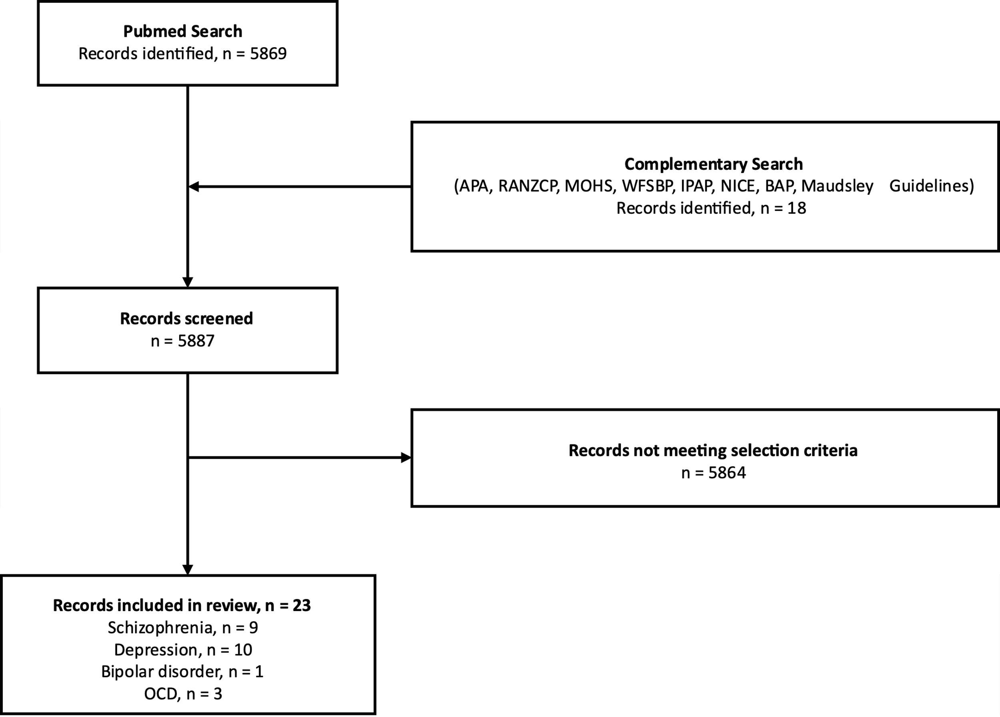 Pubmed Search
Records identified, n = 5869
Complementary Search
(APA, RANZCP, MOHS, WFSBP, IPAP, NICE, BAP, Maudsley Guidelines)
Records identified, n = 18
Records screened
n = 5887
Records not meeting selection criteria
n = 5864
Records included in review, n = 23
Schizophrenia, n = 9
Depression, n = 10
Bipolar disorder, n = 1
OCD, n = 3